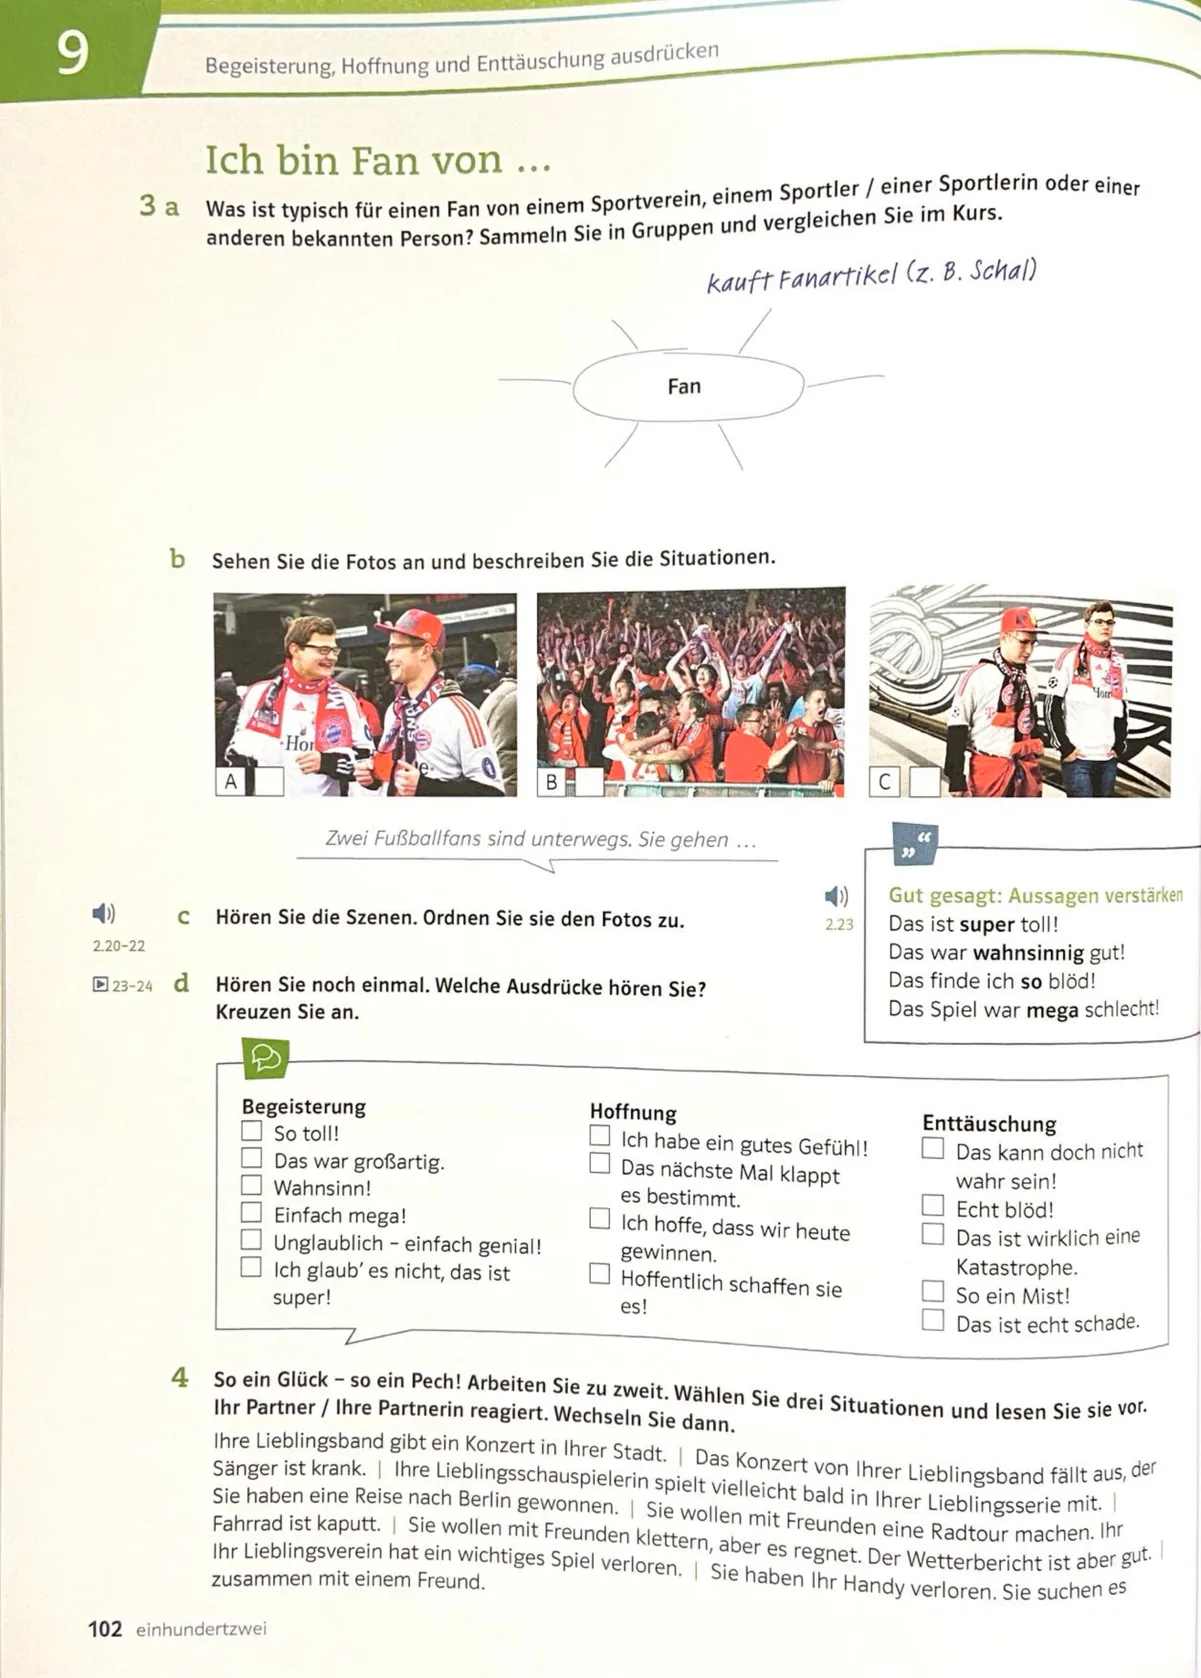 9
Begeisterung, Hoffnung und Enttäuschung ausdrücken
Ich bin Fan von ...
3 a Was ist typisch für einen Fan von einem Sportverein, einem Sportler / einer Sportlerin oder einer
anderen bekannten Person? Sammeln Sie in Gruppen und vergleichen Sie im Kurs.
kauft Fanartikel (z. B. Schal)
Fan
b Sehen Sie die Fotos an und beschreiben Sie die Situationen.
A
B
C
Zwei Fußballfans sind unterwegs. Sie gehen ...
2.20–22
c Hören Sie die Szenen. Ordnen Sie sie den Fotos zu.
23–24
d Hören Sie noch einmal. Welche Ausdrücke hören Sie?
Kreuzen Sie an.
2.23
Gut gesagt: Aussagen verstärken
Das ist super toll!
Das war wahnsinnig gut!
Das finde ich so blöd!
Das Spiel war mega schlecht!
Begeisterung
So toll!
Das war großartig.
Wahnsinn!
Einfach mega!
Unglaublich – einfach genial!
Ich glaub' es nicht, das ist
super!
Hoffnung
Ich habe ein gutes Gefühl!
Das nächste Mal klappt
es bestimmt.
Ich hoffe, dass wir heute
gewinnen.
Hoffentlich schaffen sie
es!
Enttäuschung
Das kann doch nicht
wahr sein!
Echt blöd!
Das ist wirklich eine
Katastrophe.
So ein Mist!
Das ist echt schade.
4 So ein Glück – so ein Pech! Arbeiten Sie zu zweit. Wählen Sie drei Situationen und lesen Sie sie vor.
Ihr Partner / Ihre Partnerin reagiert. Wechseln Sie dann.
Ihre Lieblingsband gibt ein Konzert in Ihrer Stadt. | Das Konzert von Ihrer Lieblingsband fällt aus, der
Sänger ist krank. | Ihre Lieblingsschauspielerin spielt vielleicht bald in Ihrer Lieblingsserie mit. |
Sie haben eine Reise nach Berlin gewonnen. | Sie wollen mit Freunden eine Radtour machen. Ihr
Fahrrad ist kaputt. | Sie wollen mit Freunden klettern, aber es regnet. Der Wetterbericht ist aber gut. |
Ihr Lieblingsverein hat ein wichtiges Spiel verloren. | Sie haben Ihr Handy verloren. Sie suchen es
zusammen mit einem Freund.
102 einhundertzwei